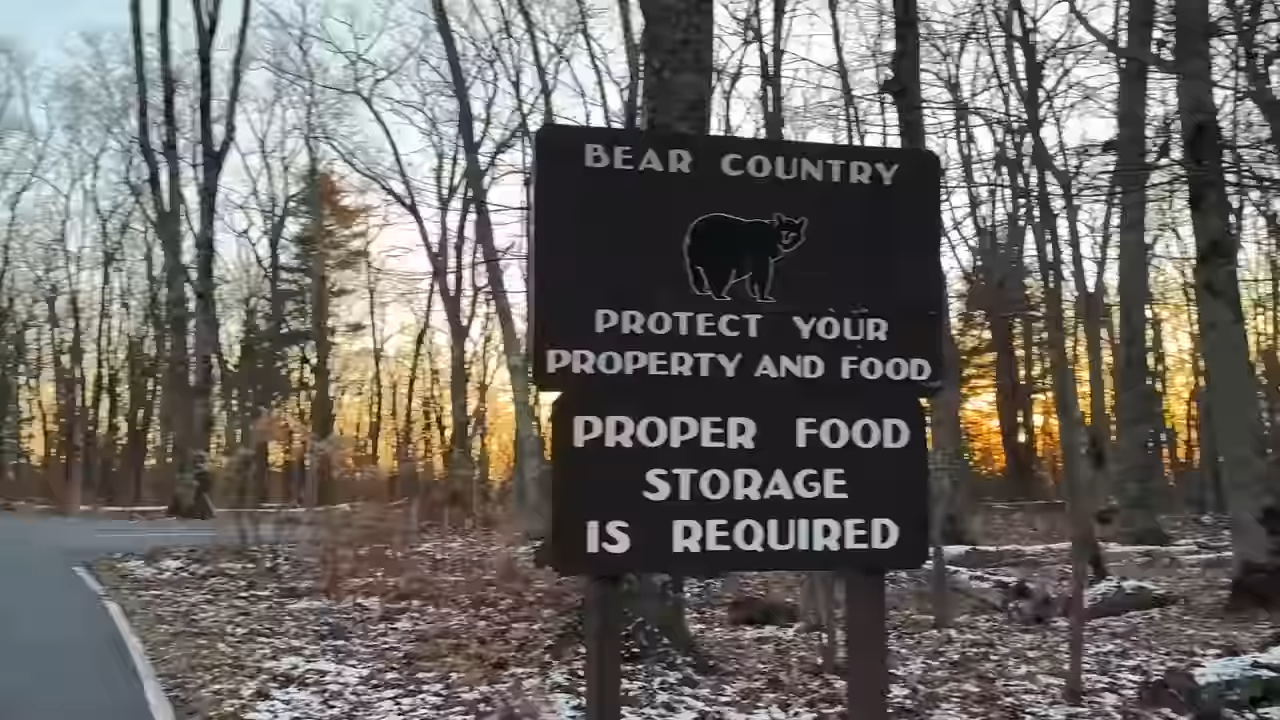 BEAR COUNTRY
PROTECT YOUR
PROPERTY AND FOOD
PROPER FOOD
STORAGE
IS REQUIRED